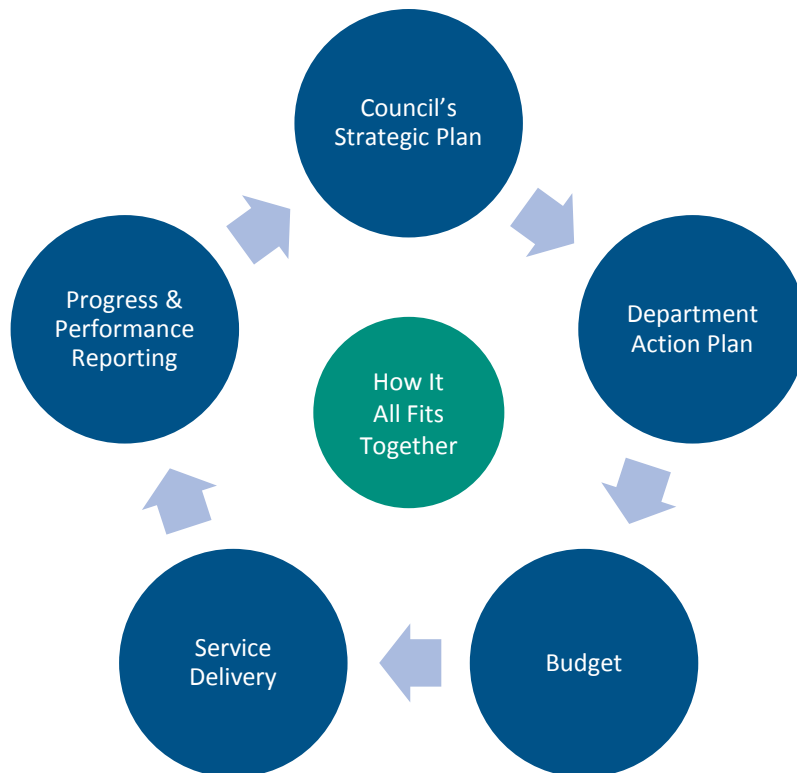 Council’s
Strategic Plan
Department
Action Plan
Budget
Service
Delivery
Progress &
Performance
Reporting
How It
All Fits
Together